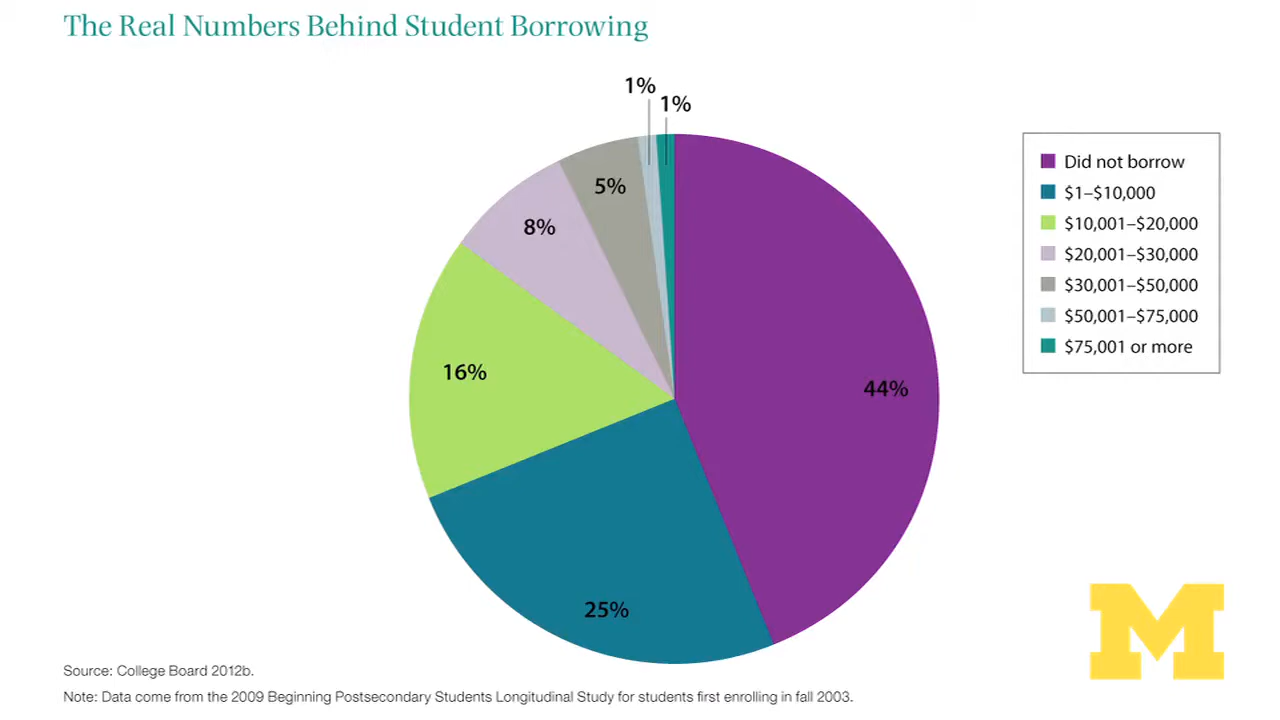 The Real Numbers Behind Student Borrowing
1%
1%
5%
8%
16%
44%
25%
Did not borrow
$1–$10,000
$10,001–$20,000
$20,001–$30,000
$30,001–$50,000
$50,001–$75,000
$75,001 or more
M
Source: College Board 2012b.
Note: Data come from the 2009 Beginning Postsecondary Students Longitudinal Study for students first enrolling in fall 2003.